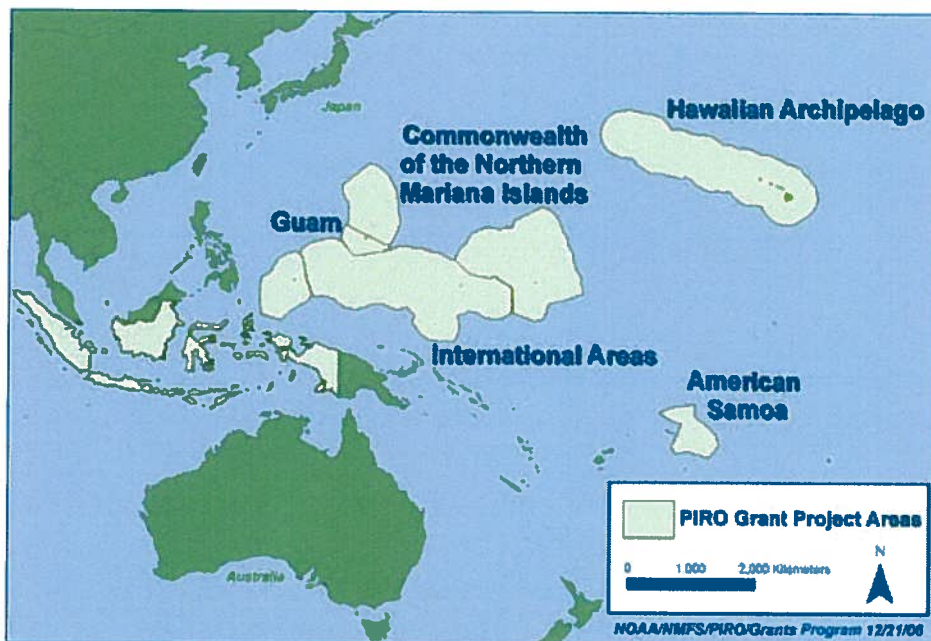 Japan
Hawaiian Archipelago
Commonwealth
of the Northern
Mariana Islands
Guam
International Areas
American
Samoa
Australia
PIRO Grant Project Areas
0 1,000 2,000 Kilometers
N
NOAA/NMFS/PIRO/Grants Program 12/21/06